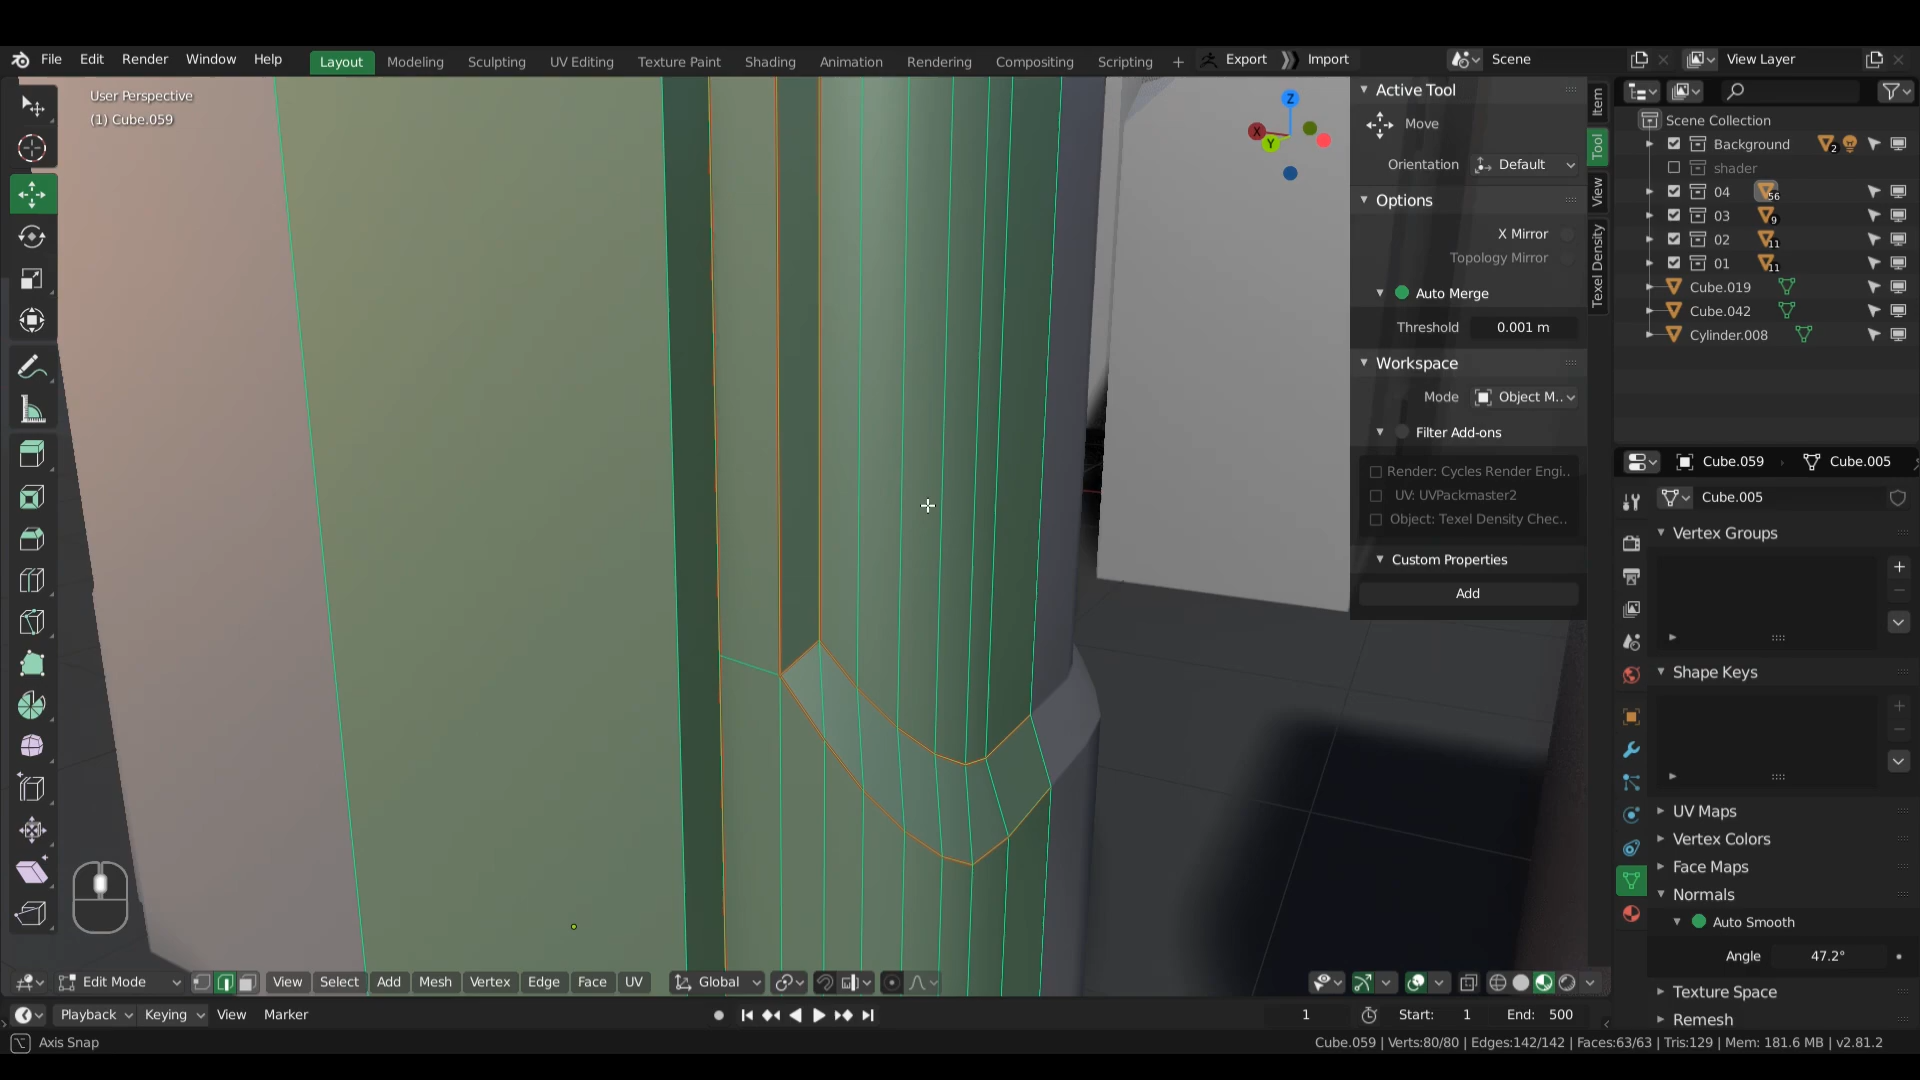 File Edit Render Window Help Layout Modeling Sculpting UV Editing Texture Paint Shading Animation Rendering Compositing Scripting + Export Import Scene View Layer
User Perspective
(1) Cube.059
Z
X
Y
Active Tool
Move
Orientation Default
Options
X Mirror
Topology Mirror
Auto Merge
Threshold 0.001 m
Workspace
Mode Object M..
Filter Add-ons
Render: Cycles Render Engi..
UV: UVPackmaster2
Object: Texel Density Chec..
Custom Properties
Add
Item
Tool
View
Texel Density
Scene Collection
Background 2
shader
04 56
03 9
02 11
01 11
Cube.019
Cube.042
Cylinder.008
Cube.059 Cube.005
Cube.005
Vertex Groups
Shape Keys
UV Maps
Vertex Colors
Face Maps
Normals
Auto Smooth
Angle 47.2°
Texture Space
Remesh
Edit Mode View Select Add Mesh Vertex Edge Face UV Global
Playback Keying View Marker 1 Start: 1 End: 500
Axis Snap Cube.059 | Verts:80/80 | Edges:142/142 | Faces:63/63 | Tris:129 | Mem: 181.6 MB | v2.81.2